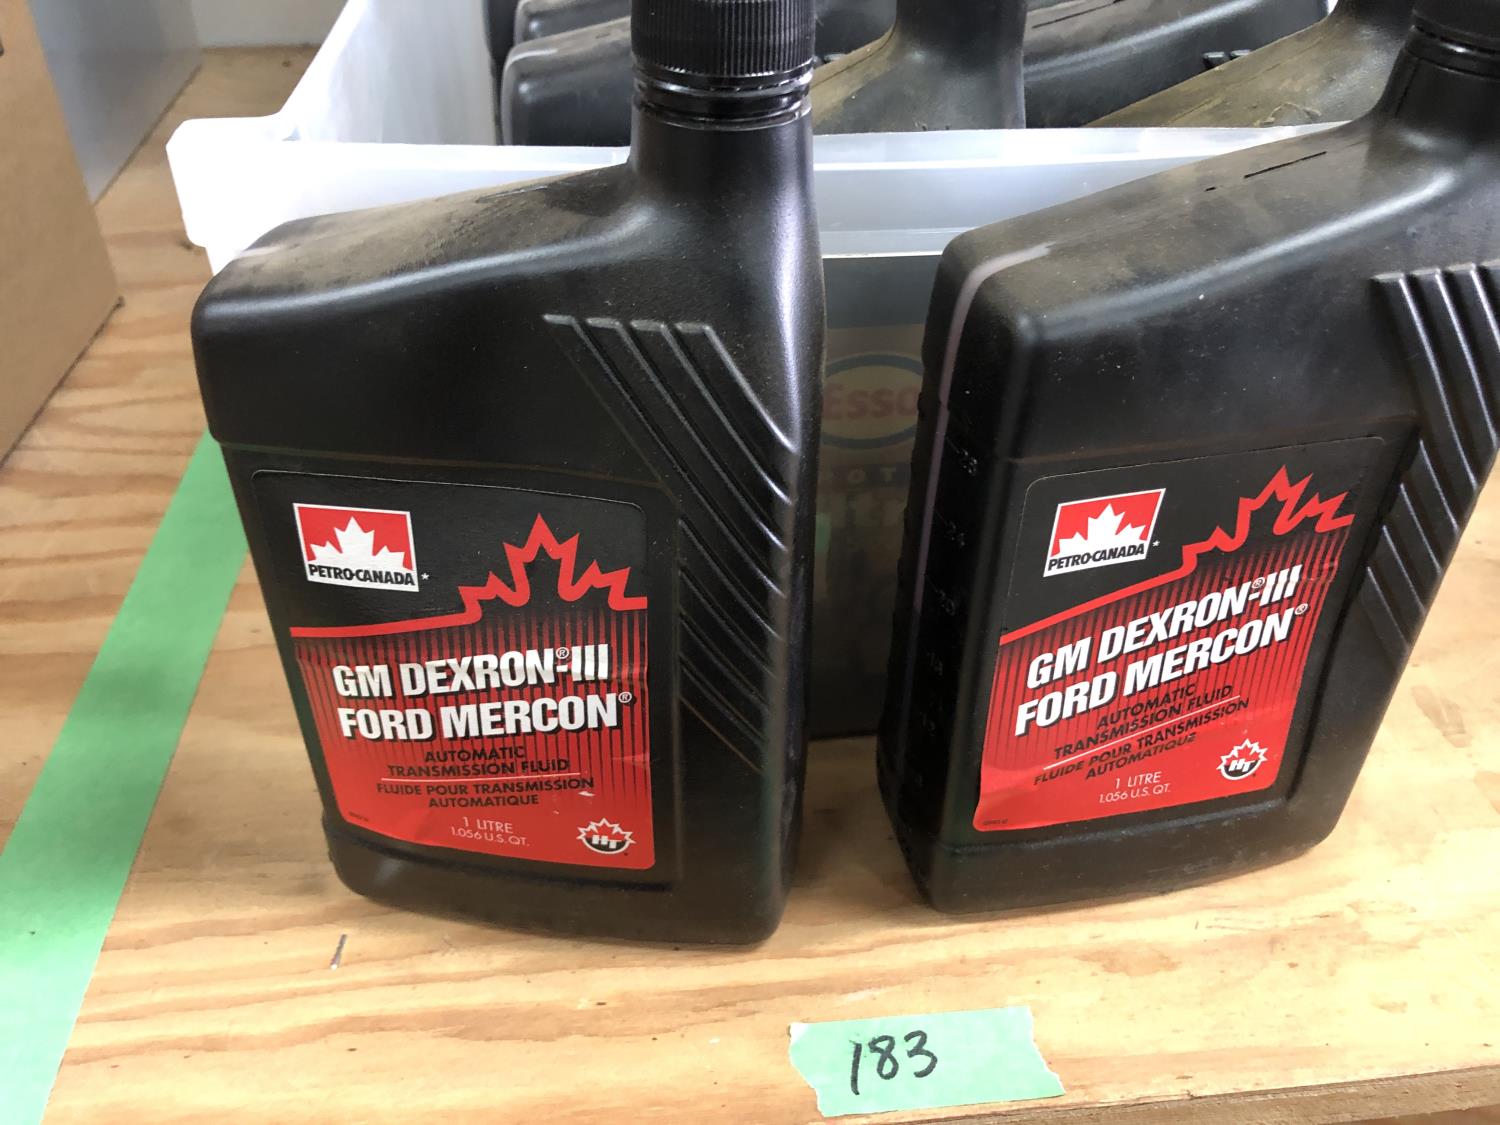 PETRO-CANADA*
GM DEXRON®-III
FORD MERCON®
AUTOMATIC
TRANSMISSION FLUID
FLUIDE POUR TRANSMISSION
AUTOMATIQUE
1 LITRE
1.056 U.S. QT.
HT
Esso
PETRO-CANADA*
GM DEXRON®-III
FORD MERCON®
AUTOMATIC
TRANSMISSION FLUID
FLUIDE POUR TRANSMISSION
AUTOMATIQUE
1 LITRE
1.056 U.S. QT.
HT
183